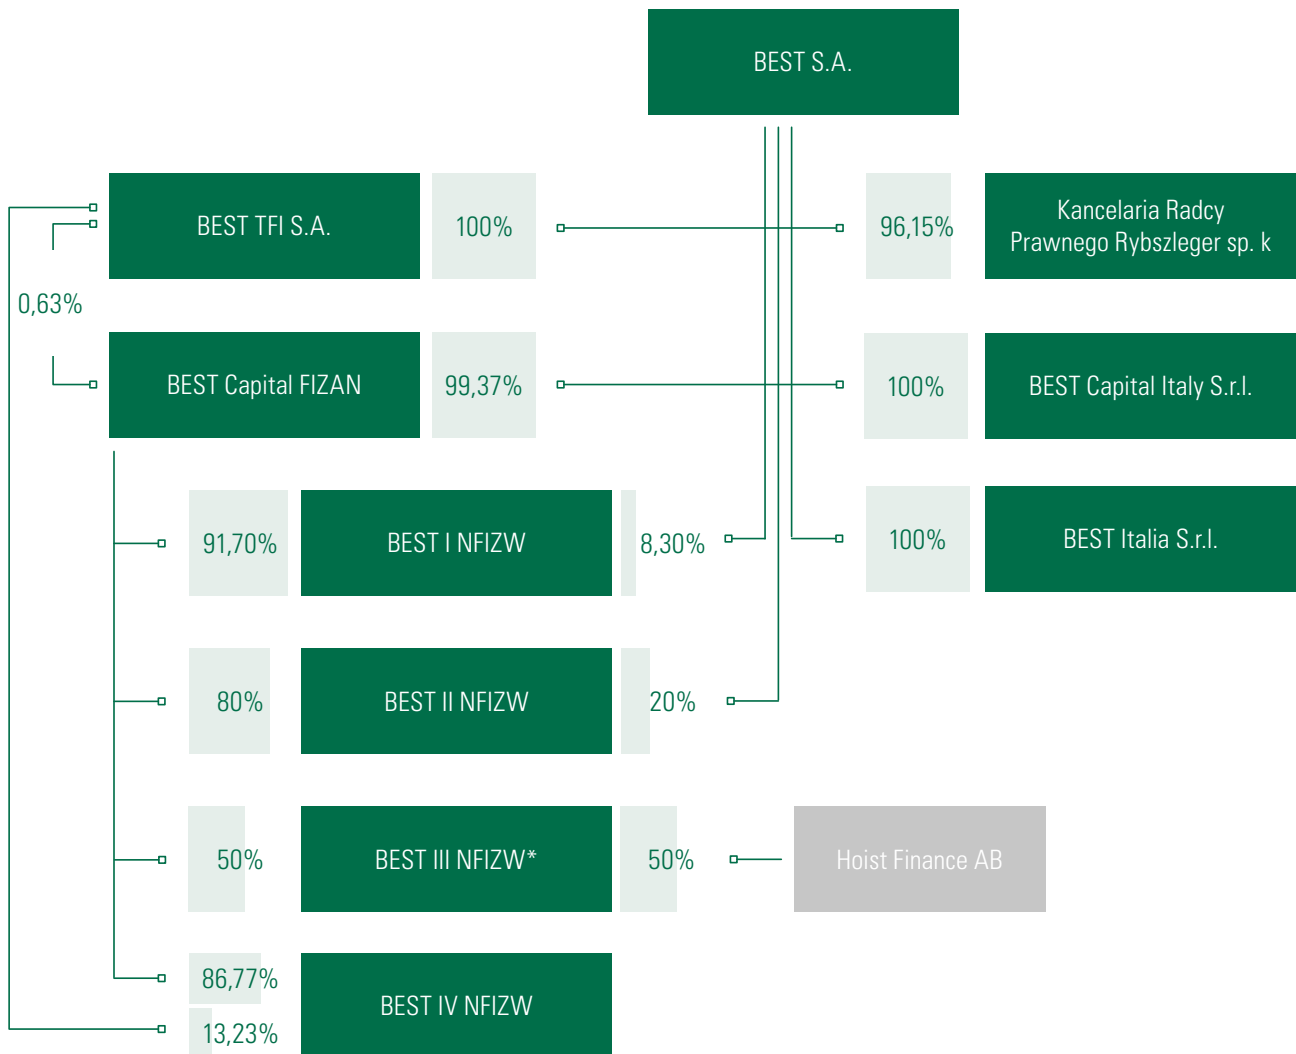 BEST S.A.
BEST TFI S.A.
100%
96,15%
Kancelaria Radcy
Prawnego Rybszleger sp. k
0,63%
BEST Capital FIZAN
99,37%
100%
BEST Capital Italy S.r.l.
91,70%
BEST I NFIZW
8,30%
100%
BEST Italia S.r.l.
80%
BEST II NFIZW
20%
50%
BEST III NFIZW*
50%
Hoist Finance AB
86,77%
BEST IV NFIZW
13,23%